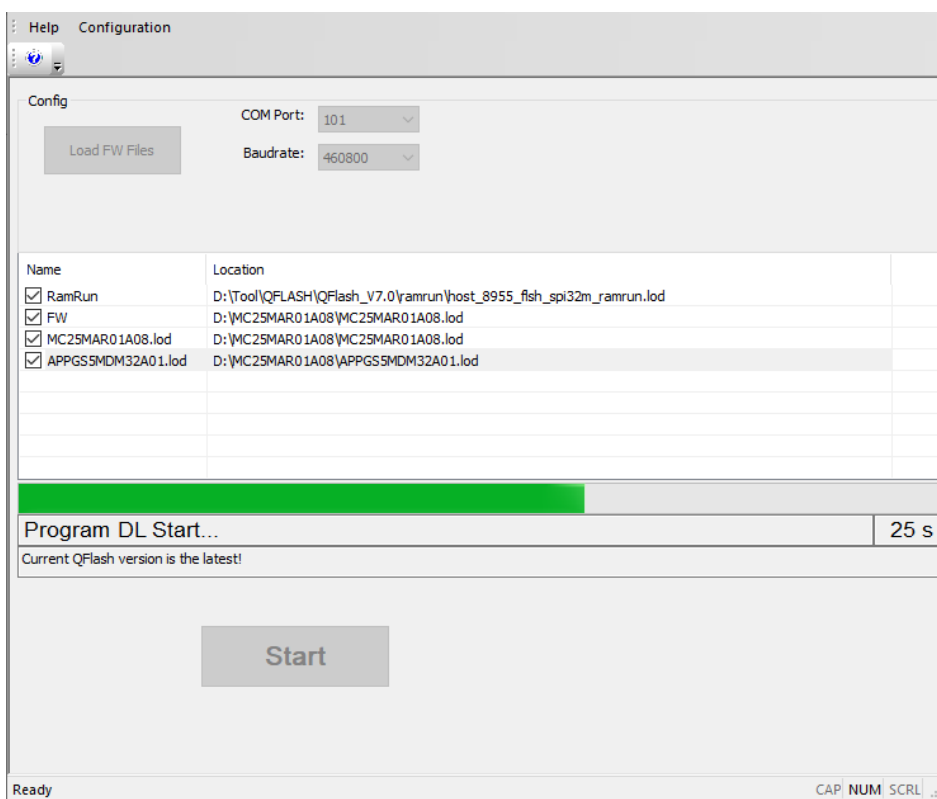 Help Configuration
Config
COM Port: 101
Load FW Files
Baudrate: 460800
Name Location
RamRun D:\Tool\QFLASH\QFlash_V7.0\ramrun\host_8955_flsh_spi32m_ramrun.lod
FW D:\MC25MAR01A08\MC25MAR01A08.lod
MC25MAR01A08.lod D:\MC25MAR01A08\MC25MAR01A08.lod
APPGS5MDM32A01.lod D:\MC25MAR01A08\APPGS5MDM32A01.lod
Program DL Start... 25 s
Current QFlash version is the latest!
Start
Ready CAP NUM SCRL